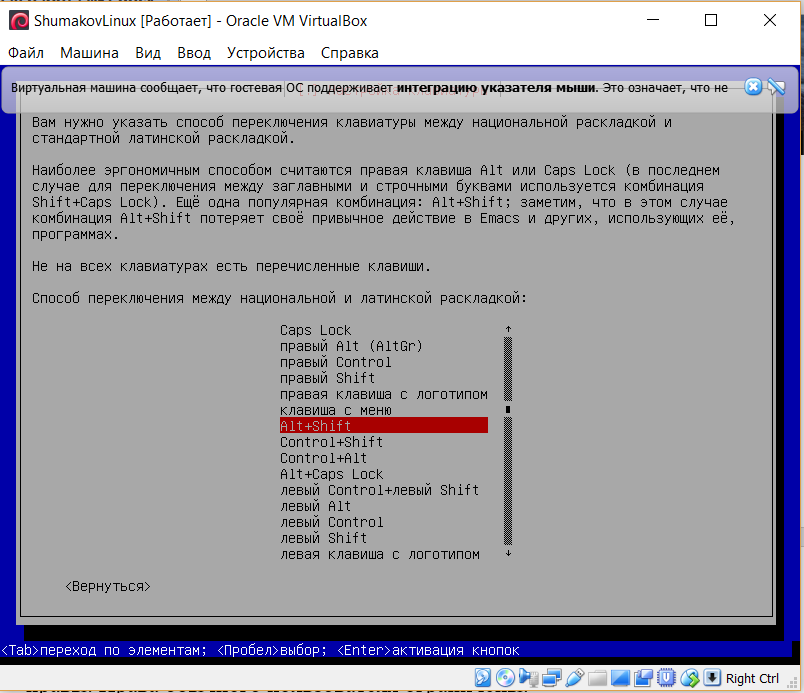 ShumakovLinux [Работает] - Oracle VM VirtualBox
Файл Машина Вид Ввод Устройства Справка
Виртуальная машина сообщает, что гостевая ОС поддерживает интеграцию указателя мыши. Это означает, что не
Вам нужно указать способ переключения клавиатуры между национальной раскладкой и
стандартной латинской раскладкой.
Наиболее эргономичным способом считаются правая клавиша Alt или Caps Lock (в последнем
случае для переключения между заглавными и строчными буквами используется комбинация
Shift+Caps Lock). Ещё одна популярная комбинация: Alt+Shift; заметим, что в этом случае
комбинация Alt+Shift потеряет своё привычное действие в Emacs и других, использующих её,
программах.
Не на всех клавиатурах есть перечисленные клавиши.
Способ переключения между национальной и латинской раскладкой:
Caps Lock
правый Alt (AltGr)
правый Control
правый Shift
правая клавиша с логотипом
клавиша с меню
Alt+Shift
Control+Shift
Control+Alt
Alt+Caps Lock
левый Control+левый Shift
левый Alt
левый Control
левый Shift
левая клавиша с логотипом
<Вернуться>
<Tab>переход по элементам; <Пробел>выбор; <Enter>активация кнопок
Right Ctrl